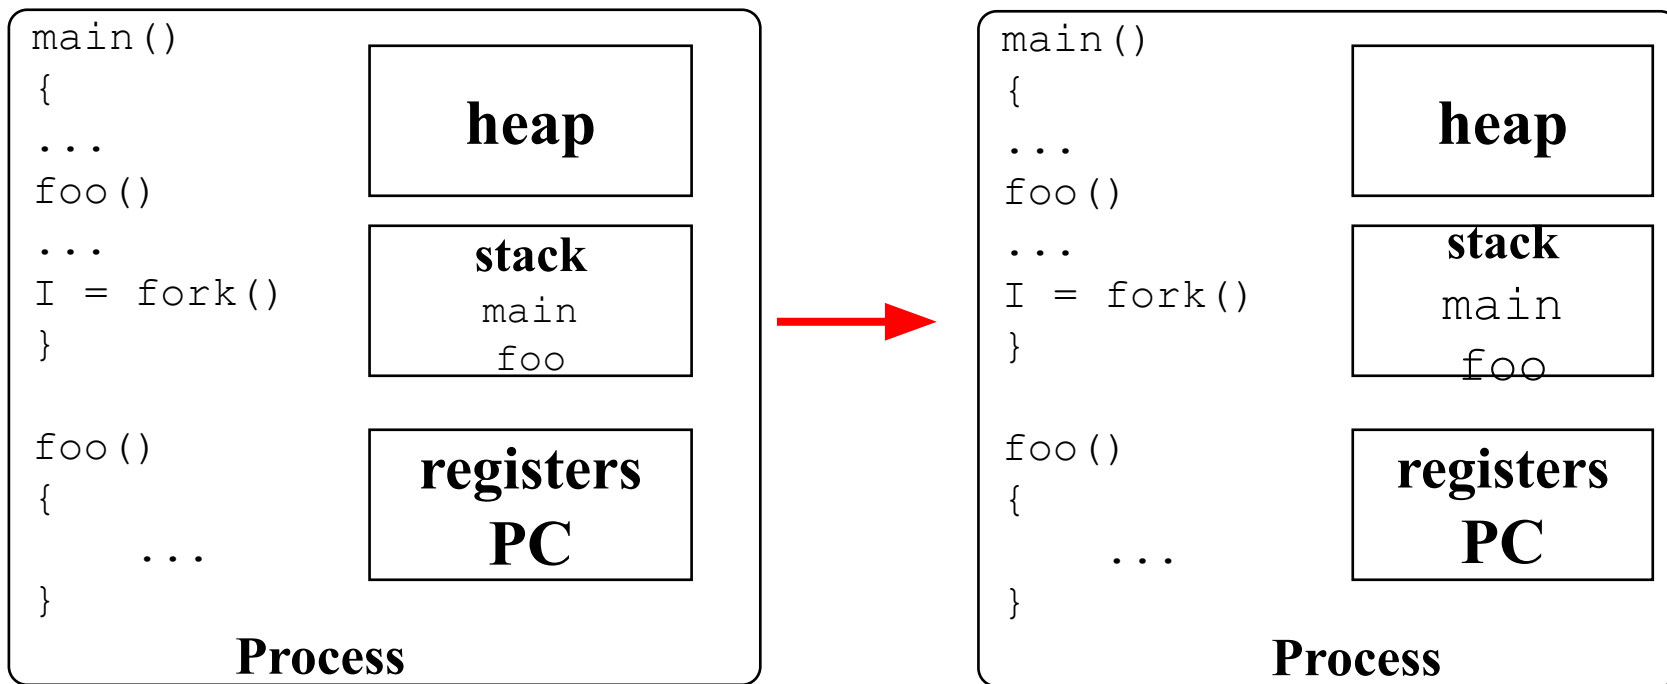 main()
{
...
foo()
...
I = fork()
}
foo()
{
...
}
heap
stack
main
foo
registers
PC
Process
main()
{
...
foo()
...
I = fork()
}
foo()
{
...
}
heap
stack
main
foo
registers
PC
Process